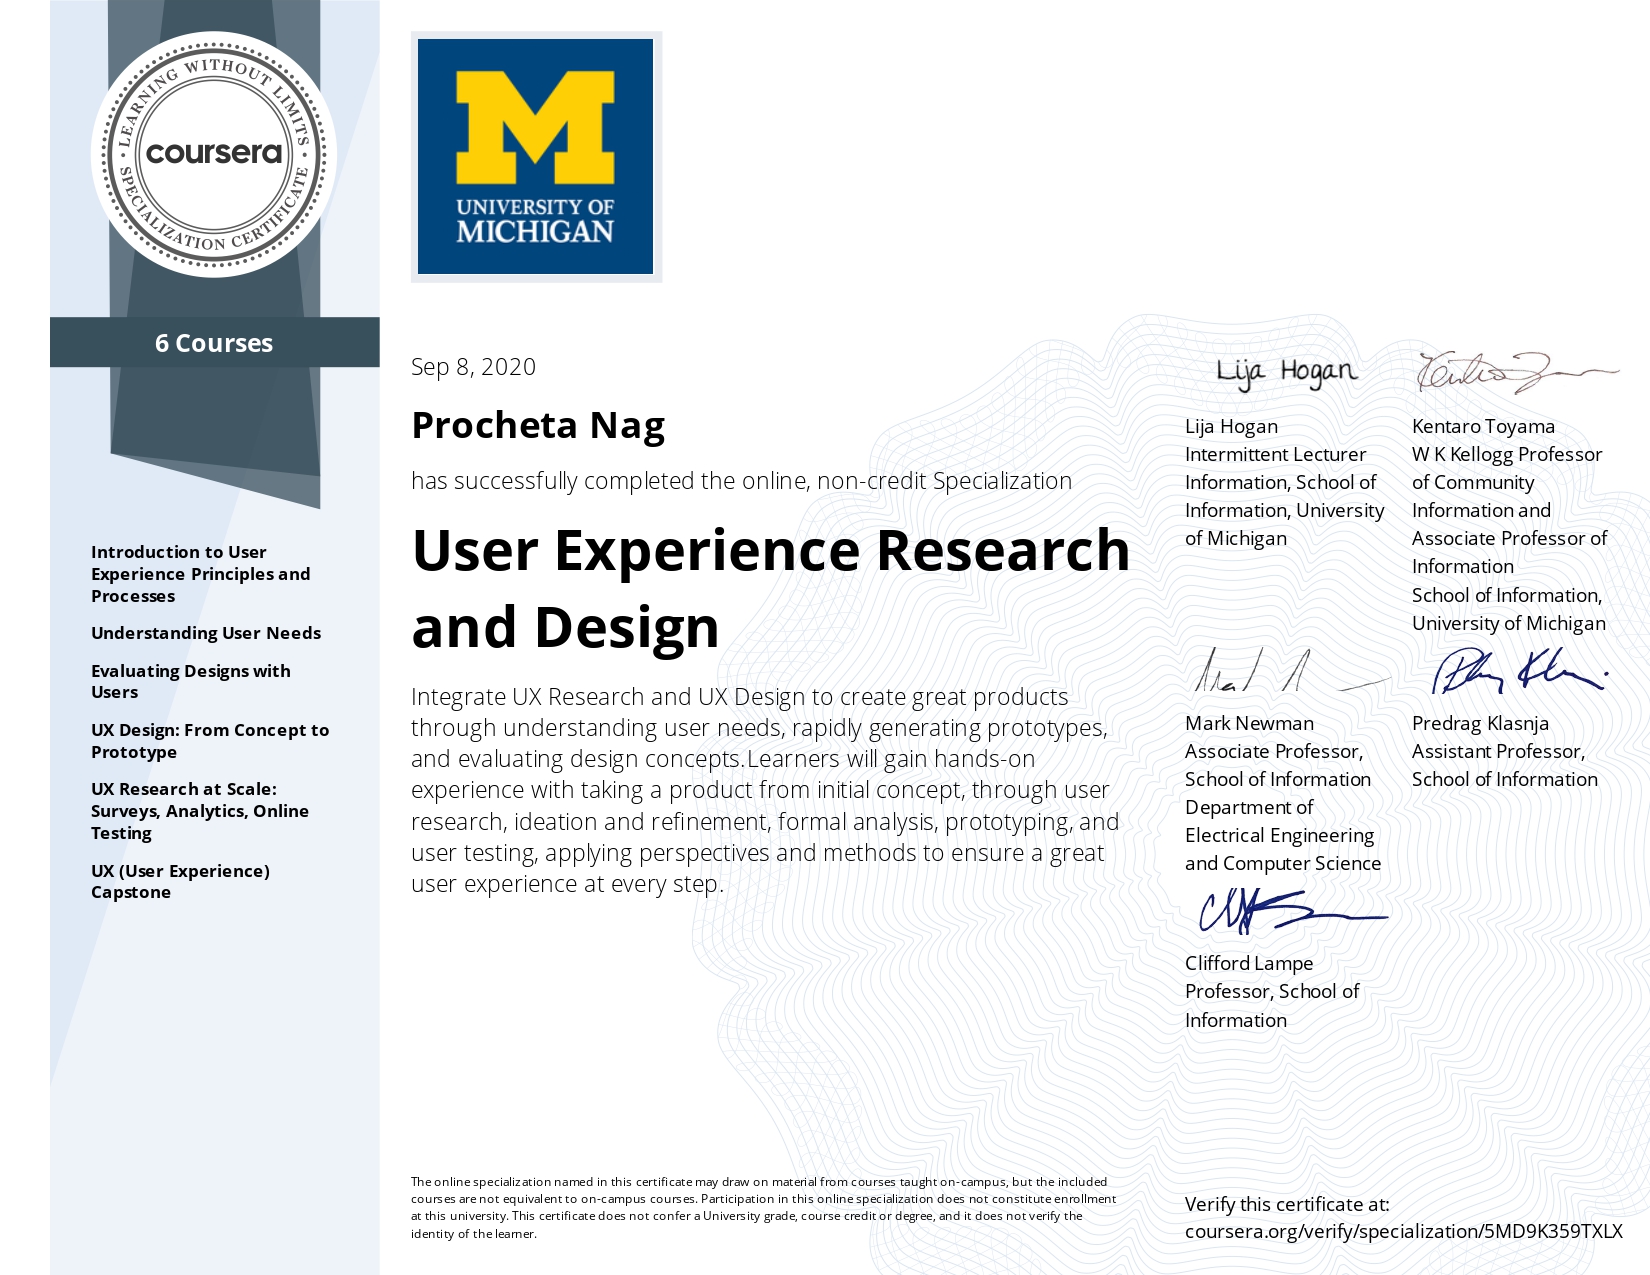 LEARNING WITHOUT LIMITS
coursera
SPECIALIZATION CERTIFICATE
6 Courses
Introduction to User
Experience Principles and
Processes
Understanding User Needs
Evaluating Designs with
Users
UX Design: From Concept to
Prototype
UX Research at Scale:
Surveys, Analytics, Online
Testing
UX (User Experience)
Capstone
M
UNIVERSITY OF
MICHIGAN
Sep 8, 2020
Procheta Nag
has successfully completed the online, non-credit Specialization
User Experience Research
and Design
Integrate UX Research and UX Design to create great products
through understanding user needs, rapidly generating prototypes,
and evaluating design concepts.Learners will gain hands-on
experience with taking a product from initial concept, through user
research, ideation and refinement, formal analysis, prototyping, and
user testing, applying perspectives and methods to ensure a great
user experience at every step.
Lija Hogan
Lija Hogan
Intermittent Lecturer
Information, School of
Information, University
of Michigan
Kentaro Toyama
W K Kellogg Professor
of Community
Information and
Associate Professor of
Information
School of Information,
University of Michigan
Mark Newman
Associate Professor,
School of Information
Department of
Electrical Engineering
and Computer Science
Predrag Klasnja
Assistant Professor,
School of Information
Clifford Lampe
Professor, School of
Information
The online specialization named in this certificate may draw on material from courses taught on-campus, but the included
courses are not equivalent to on-campus courses. Participation in this online specialization does not constitute enrollment
at this university. This certificate does not confer a University grade, course credit or degree, and it does not verify the
identity of the learner.
Verify this certificate at:
coursera.org/verify/specialization/5MD9K359TXLX